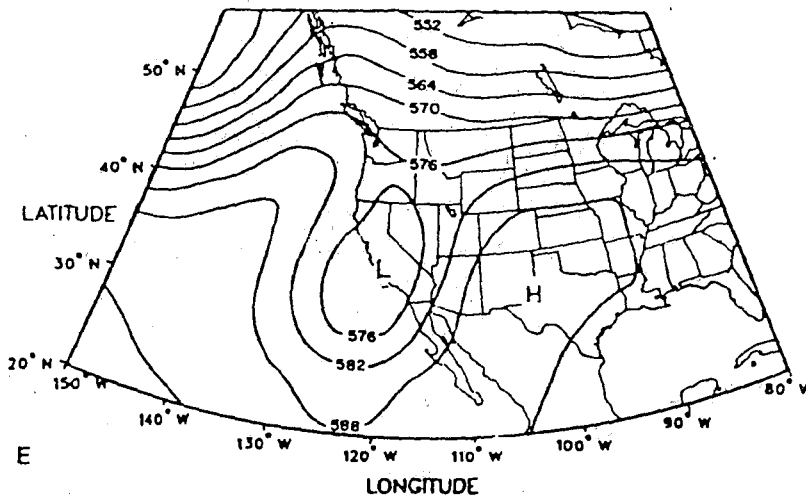 552
558
564
570
50° N
576
40° N
LATITUDE
30° N
L
H
576
582
20° N
150° W
80° W
588
140° W
90° W
130° W
120° W
110° W
100° W
E
LONGITUDE